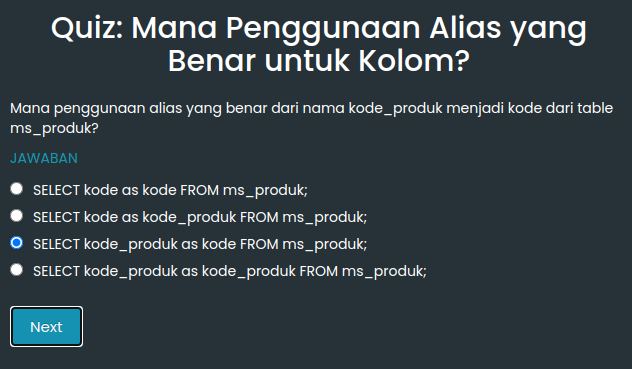 Quiz: Mana Penggunaan Alias yang
Benar untuk Kolom?
Mana penggunaan alias yang benar dari nama kode_produk menjadi kode dari table
ms_produk?
JAWABAN
SELECT kode as kode FROM ms_produk;
SELECT kode as kode_produk FROM ms_produk;
SELECT kode_produk as kode FROM ms_produk;
SELECT kode_produk as kode_produk FROM ms_produk;
Next